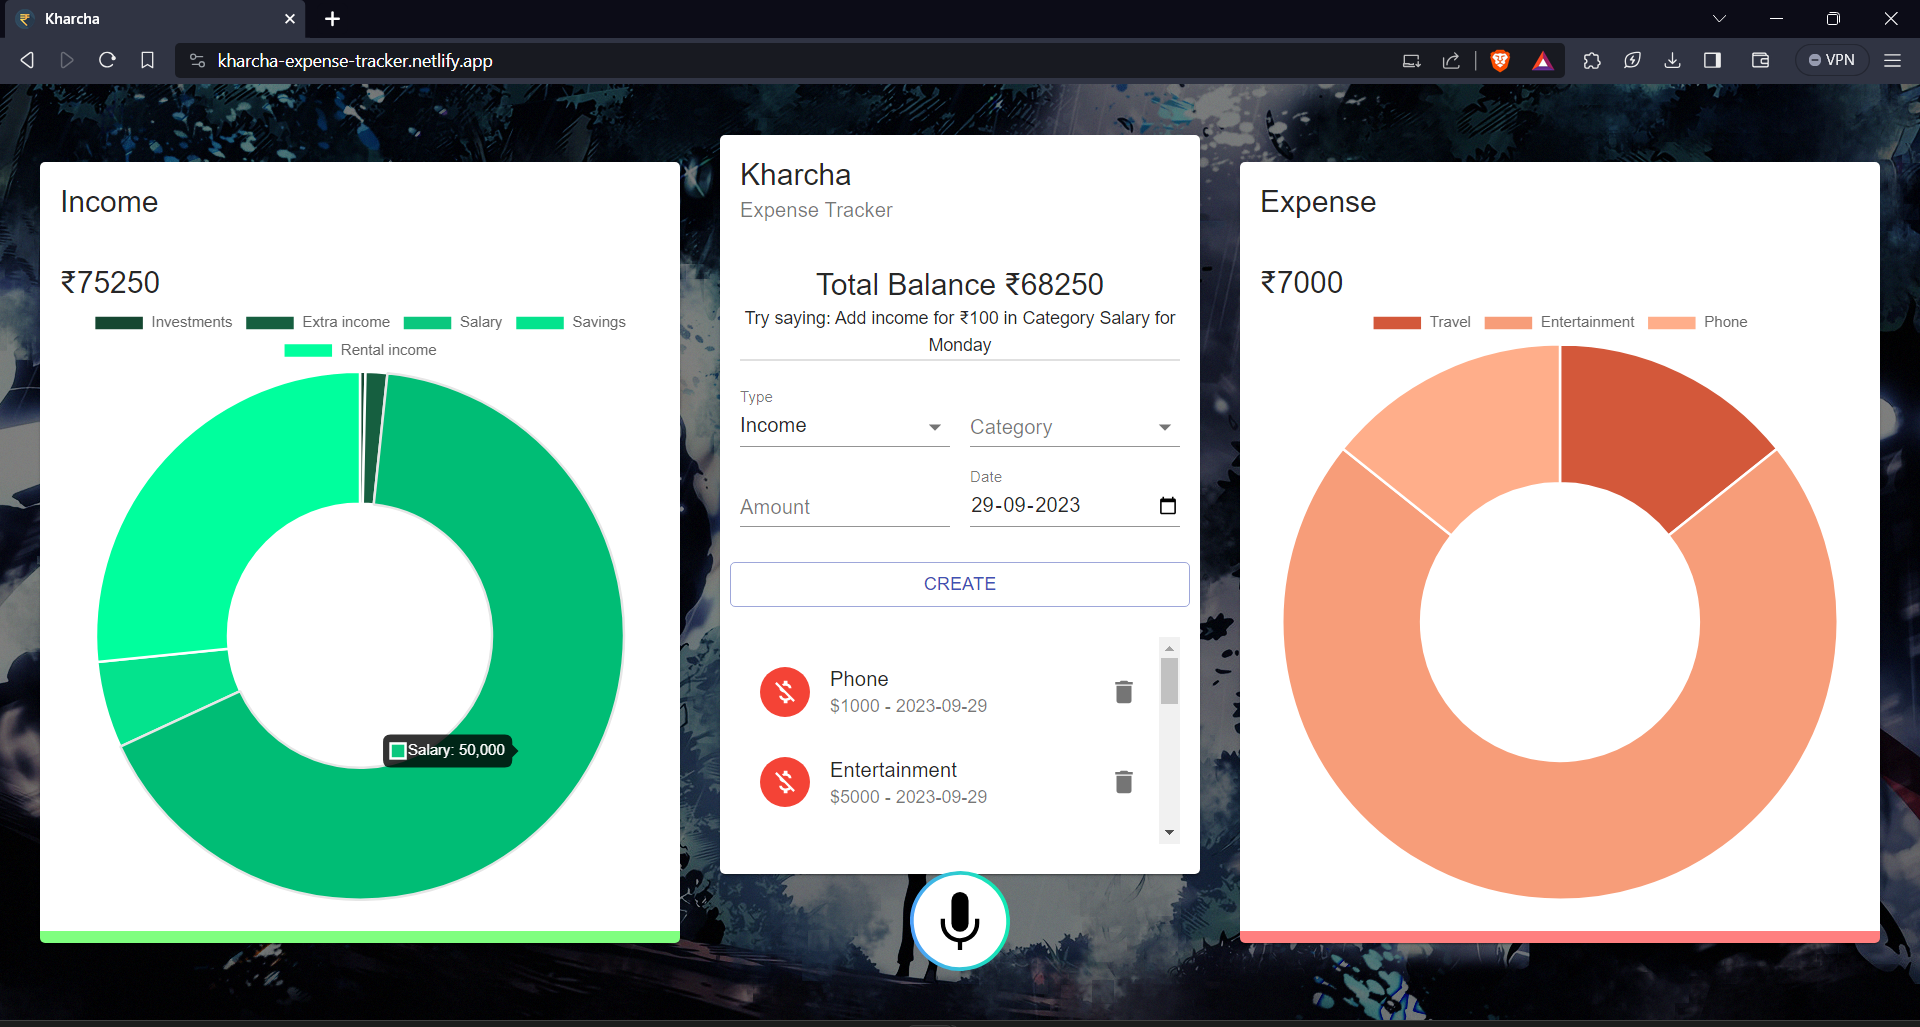 Kharcha
kharcha-expense-tracker.netlify.app
VPN
Income
₹75250
Investments Extra income Salary Savings
Rental income
Salary: 50,000
Kharcha
Expense Tracker
Total Balance ₹68250
Try saying: Add income for ₹100 in Category Salary for
Monday
Type
Income Category
Date
Amount 29-09-2023
CREATE
Phone
$1000 - 2023-09-29
Entertainment
$5000 - 2023-09-29
Expense
₹7000
Travel Entertainment Phone